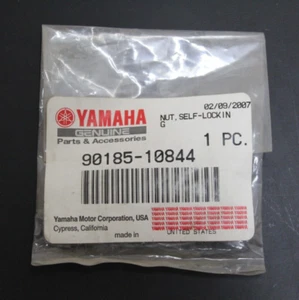 YAMAHA
GENUINE
Parts & Accessories
02/09/2007
NUT, SELF-LOCKIN
G
1 PC.
90185-10844
Yamaha Motor Corporation, USA
Cypress, California
made in
UNITED STATES